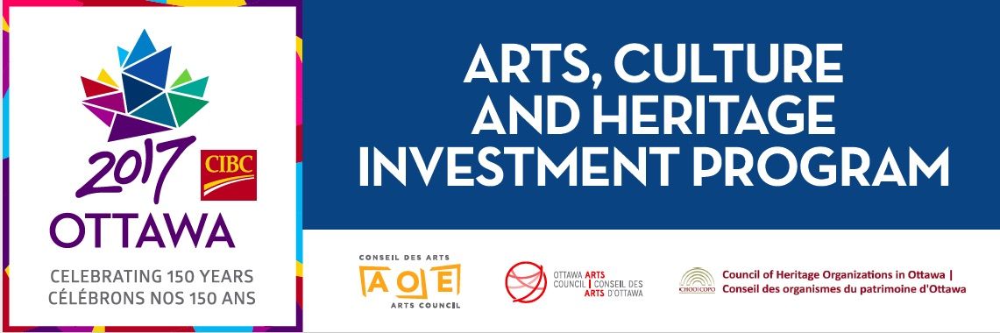 2017
CIBC
OTTAWA
CELEBRATING 150 YEARS
CÉLÉBRONS NOS 150 ANS
ARTS, CULTURE
AND HERITAGE
INVESTMENT PROGRAM
CONSEIL DES ARTS
AOE
ARTS COUNCIL
OTTAWA ARTS
COUNCIL | CONSEIL DES
ARTS D'OTTAWA
CHOO|COPO
Council of Heritage Organizations in Ottawa |
Conseil des organismes du patrimoine d'Ottawa